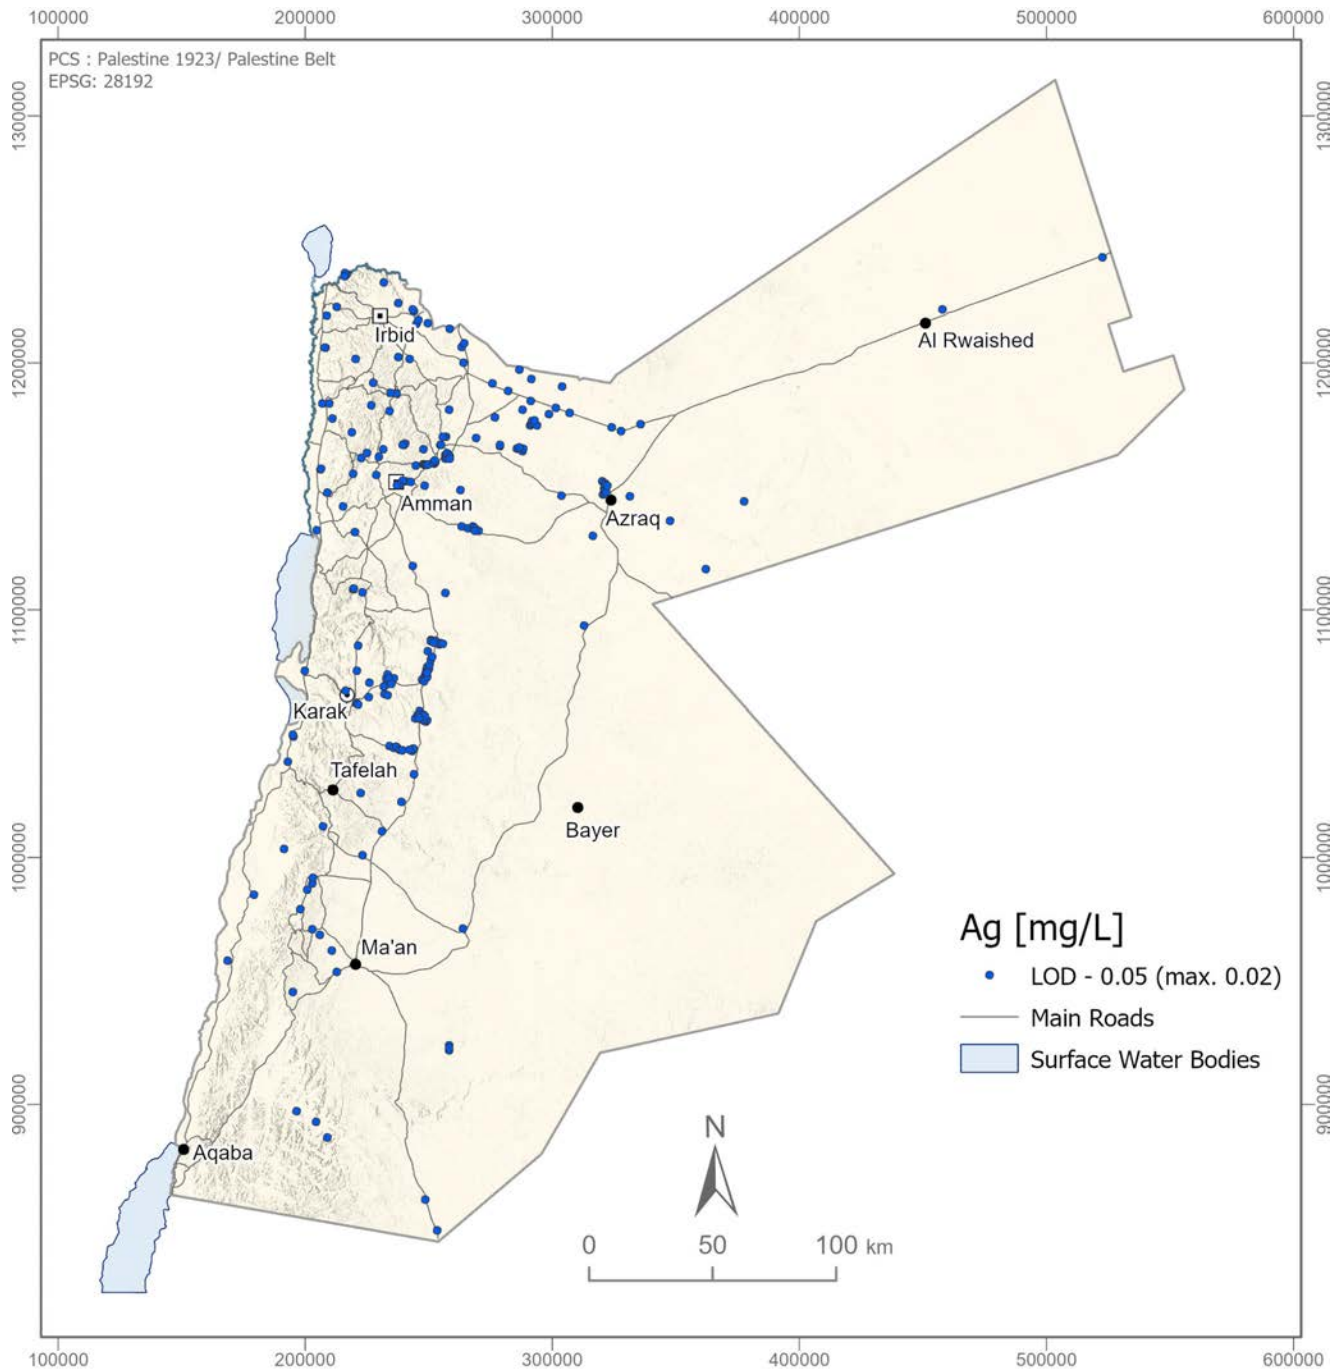 100000 200000 300000 400000 500000 600000
PCS : Palestine 1923/ Palestine Belt
EPSG: 28192
1300000 1300000
1200000 1200000
1100000 1100000
1000000 1000000
900000 900000
Irbid
Al Rwaished
Amman
Azraq
Karak
Tafelah
Bayer
Ma'an
Aqaba
Ag [mg/L]
LOD - 0.05 (max. 0.02)
Main Roads
Surface Water Bodies
N
0 50 100 km
100000 200000 300000 400000 500000 600000